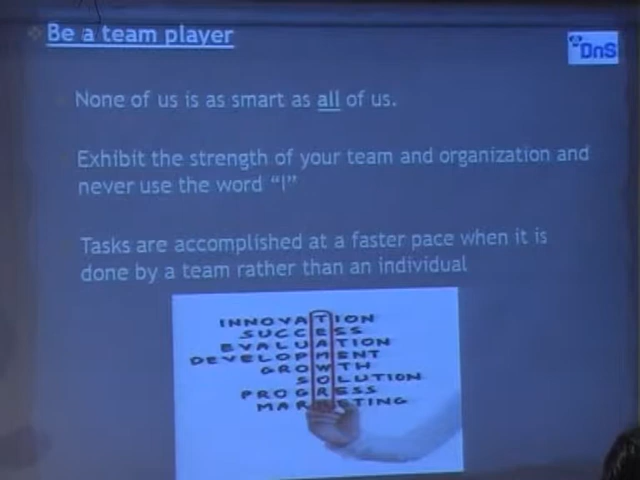 Be a team player
DnS
None of us is as smart as all of us.
Exhibit the strength of your team and organization and
never use the word “I”
Tasks are accomplished at a faster pace when it is
done by a team rather than an individual
INNOVATION
SUCCESS
EVALUATION
DEVELOPMENT
GROWTH
SOLUTION
PROGRESS
MARKETING